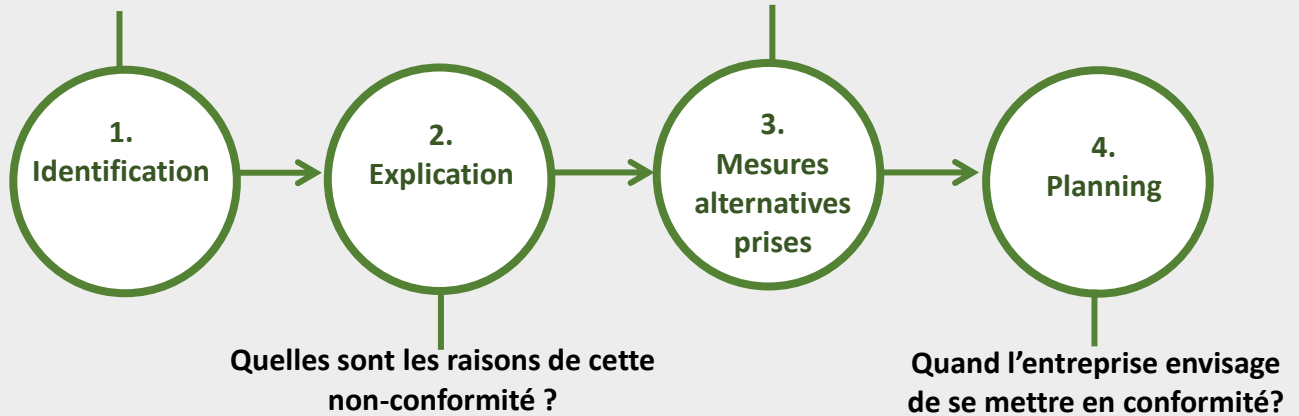 1.
Identification
2.
Explication
3.
Mesures
alternatives
prises
4.
Planning
Quelles sont les raisons de cette
non-conformité ?
Quand l’entreprise envisage
de se mettre en conformité?